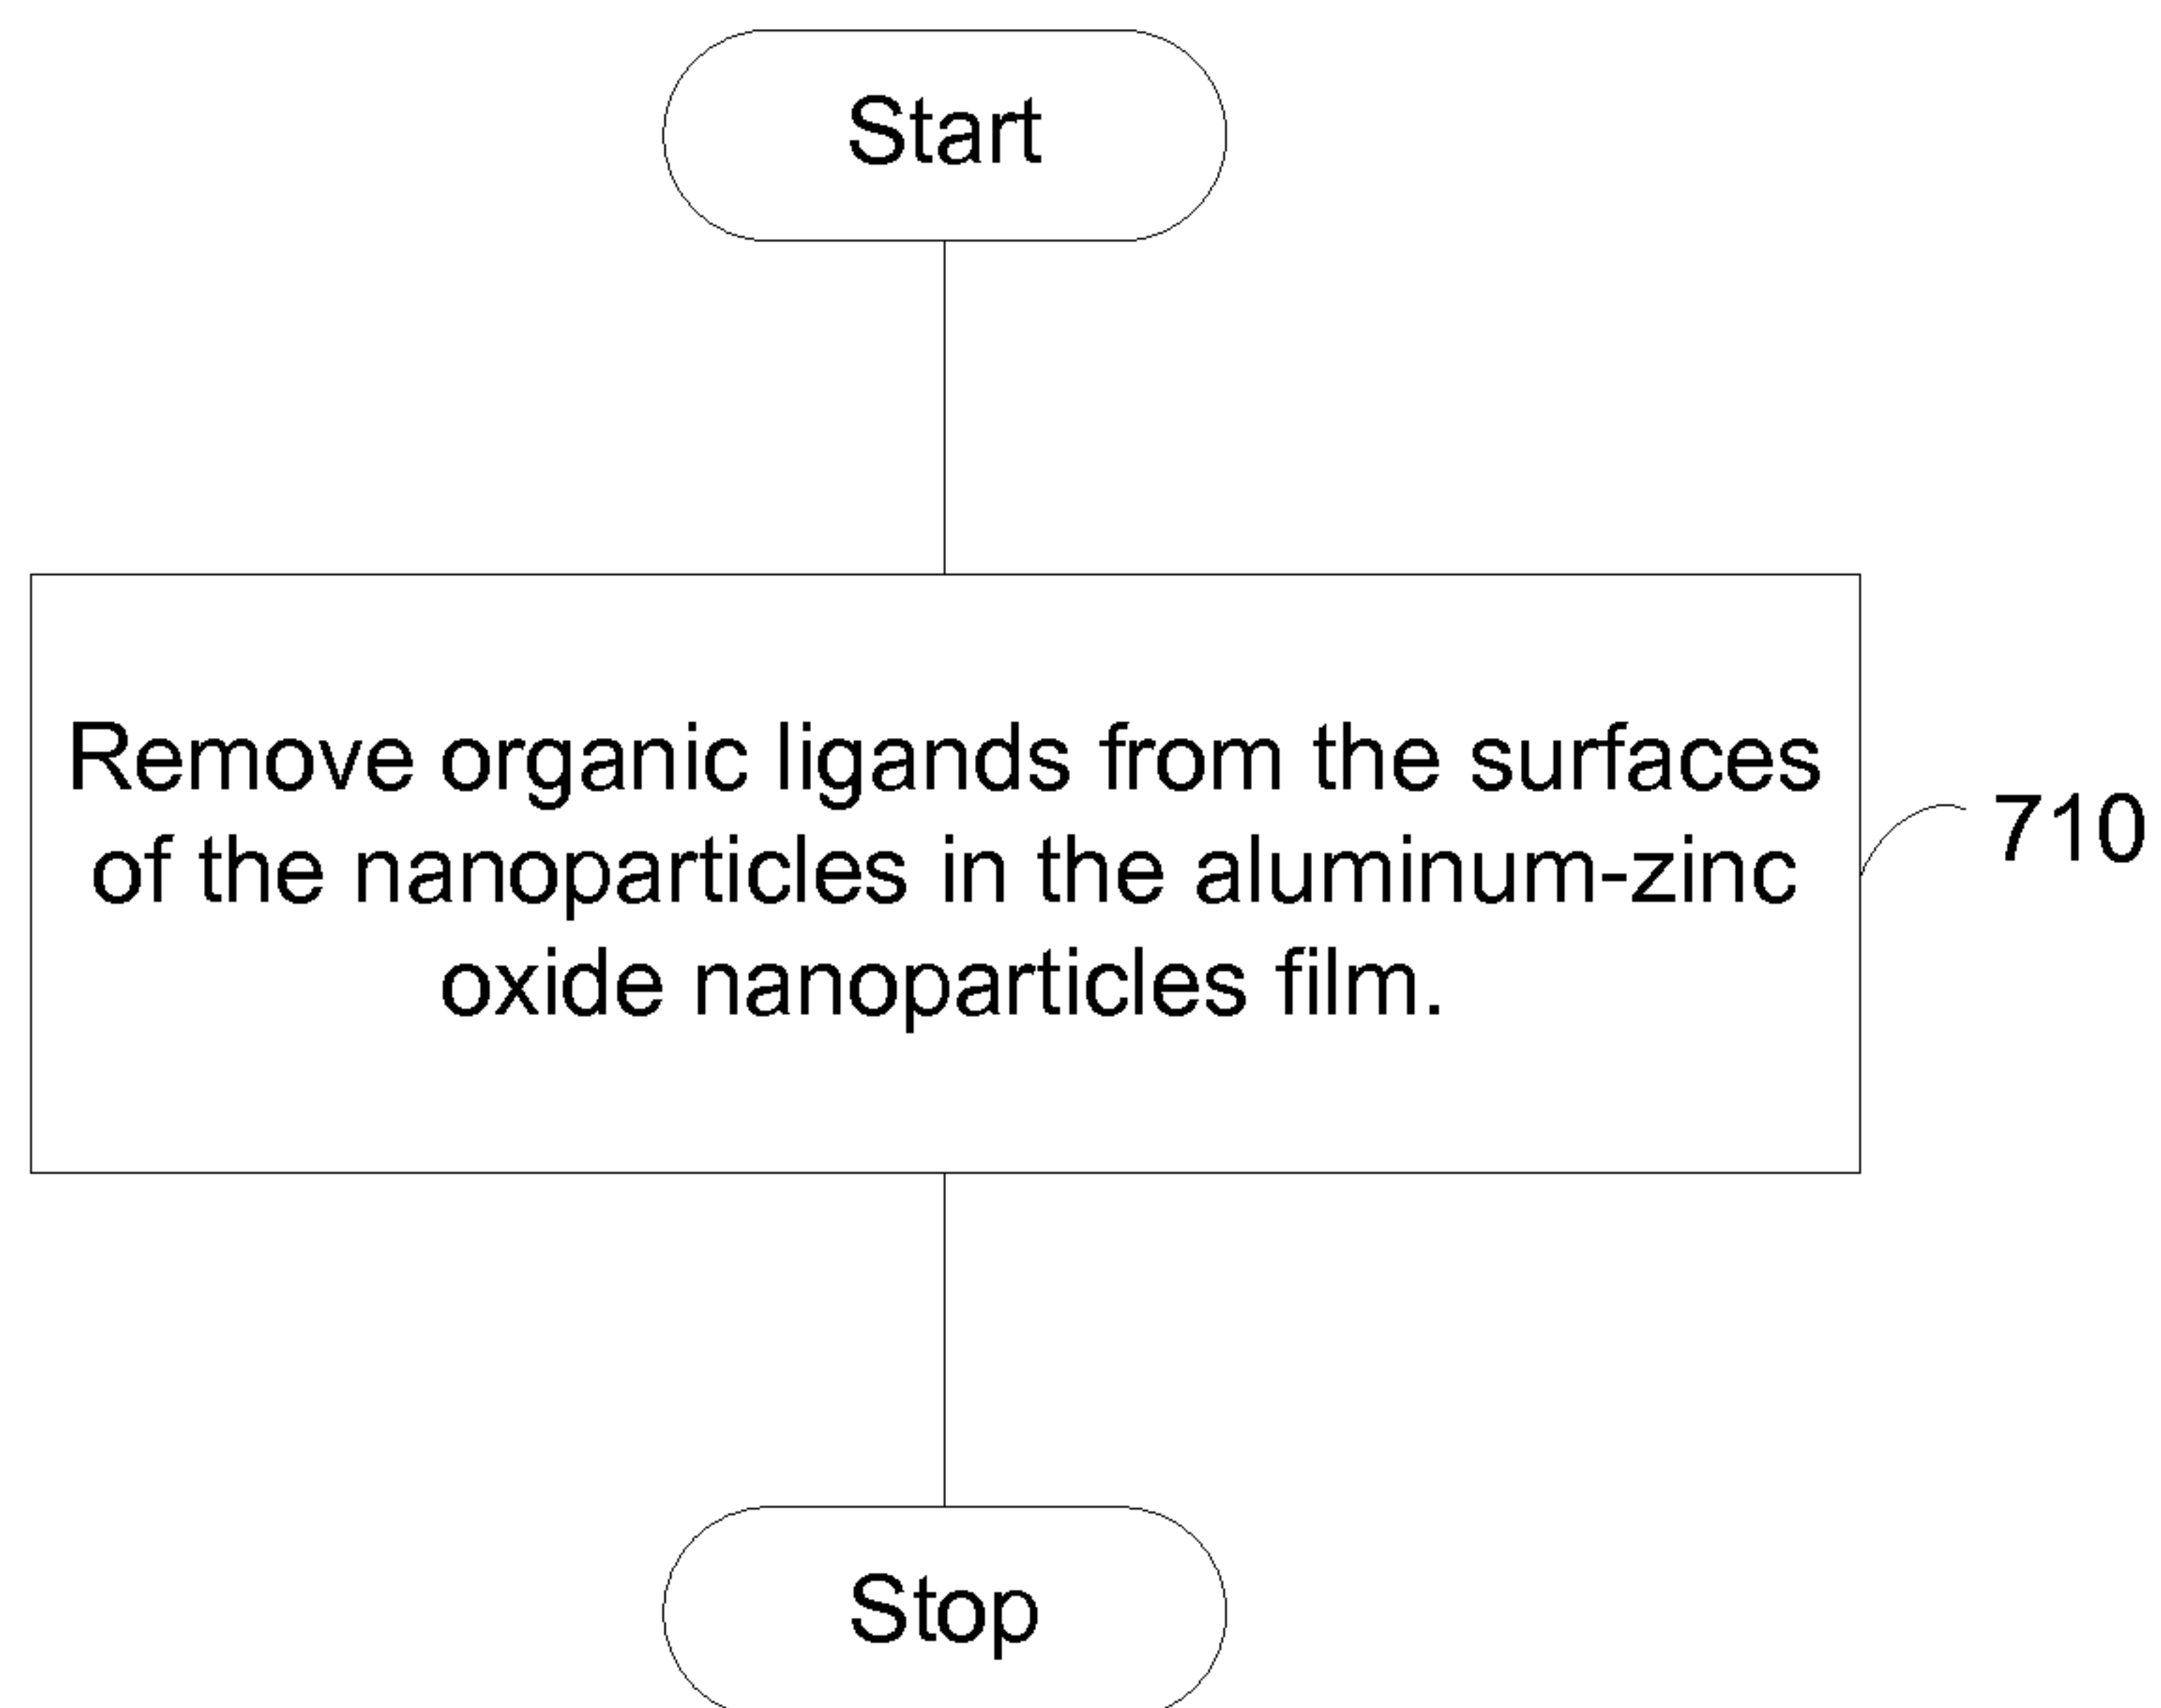 Start
Remove organic ligands from the surfaces
of the nanoparticles in the aluminum-zinc
oxide nanoparticles film.
710
Stop